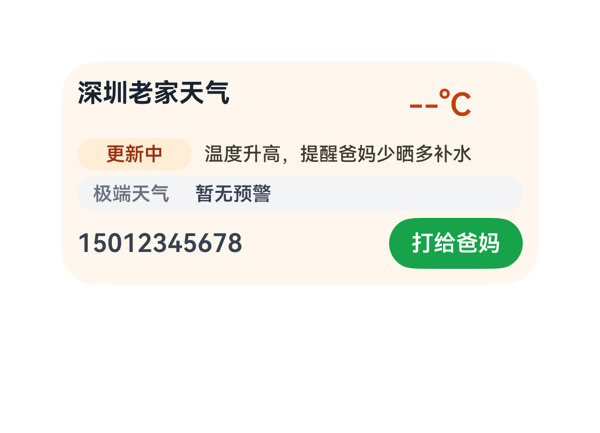 深圳老家天气
--°C
更新中 温度升高，提醒爸妈少晒多补水
极端天气 暂无预警
15012345678 打给爸妈